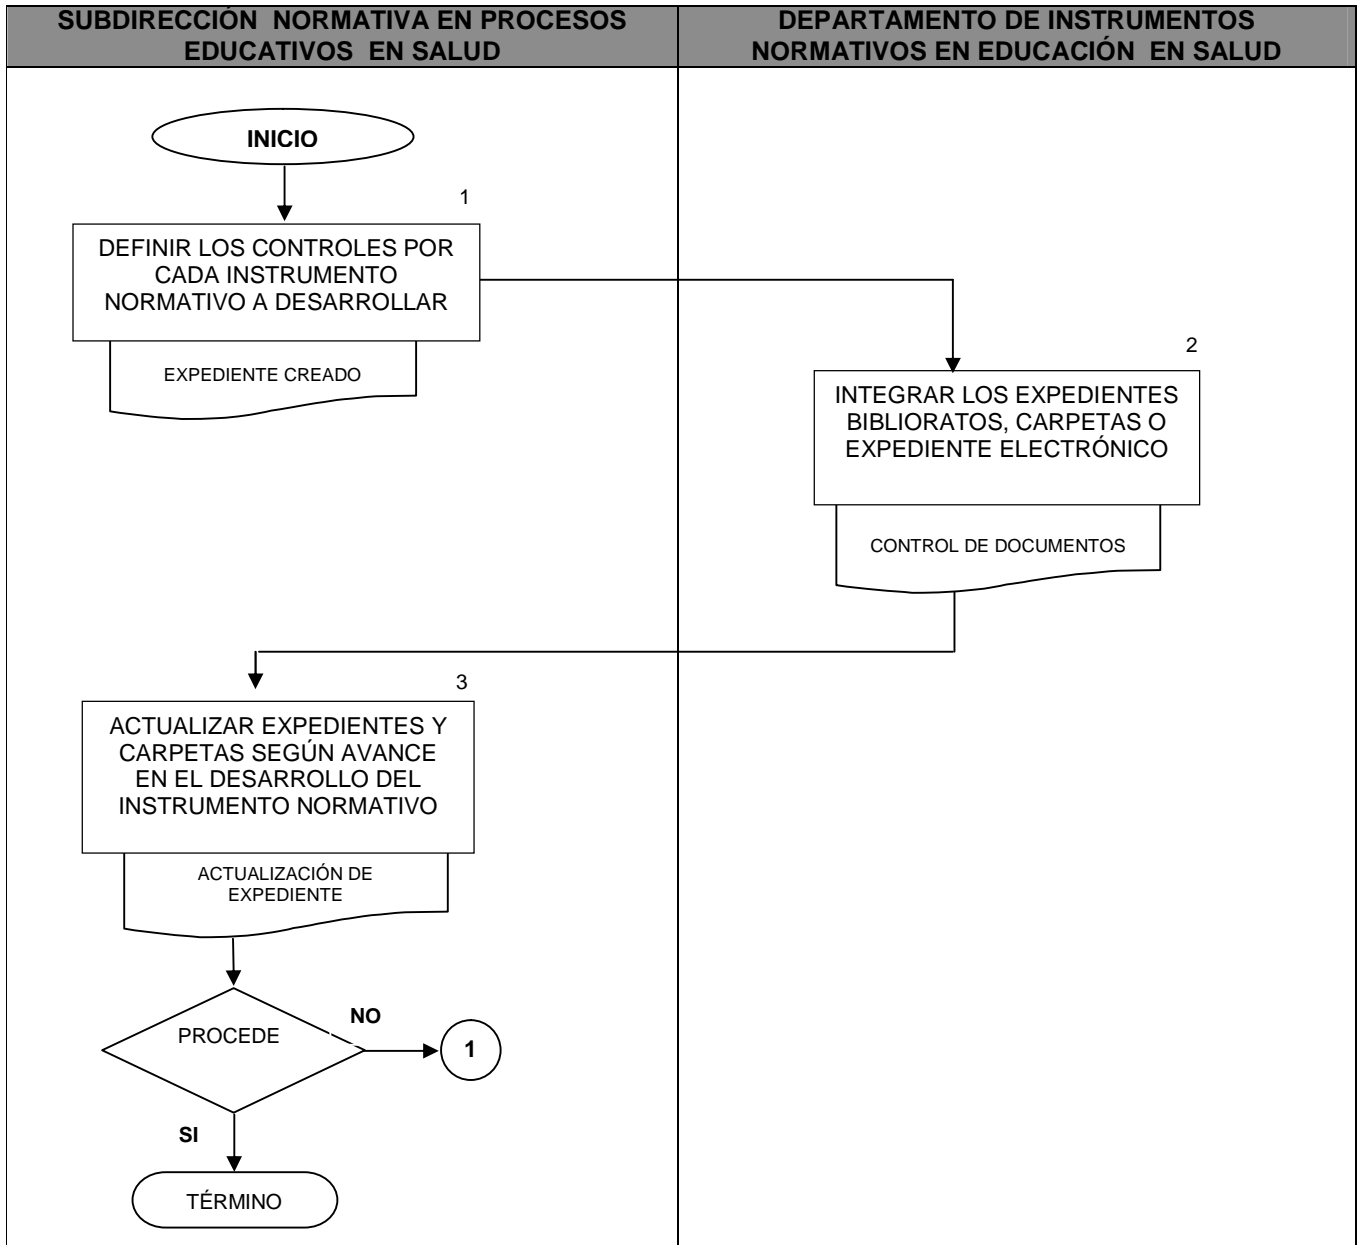 SUBDIRECCIÓN NORMATIVA EN PROCESOS
EDUCATIVOS EN SALUD
DEPARTAMENTO DE INSTRUMENTOS
NORMATIVOS EN EDUCACIÓN EN SALUD
INICIO
1
DEFINIR LOS CONTROLES POR
CADA INSTRUMENTO
NORMATIVO A DESARROLLAR
EXPEDIENTE CREADO
2
INTEGRAR LOS EXPEDIENTES
BIBLIORATOS, CARPETAS O
EXPEDIENTE ELECTRÓNICO
CONTROL DE DOCUMENTOS
3
ACTUALIZAR EXPEDIENTES Y
CARPETAS SEGÚN AVANCE
EN EL DESARROLLO DEL
INSTRUMENTO NORMATIVO
ACTUALIZACIÓN DE
EXPEDIENTE
PROCEDE
NO
1
SI
TÉRMINO